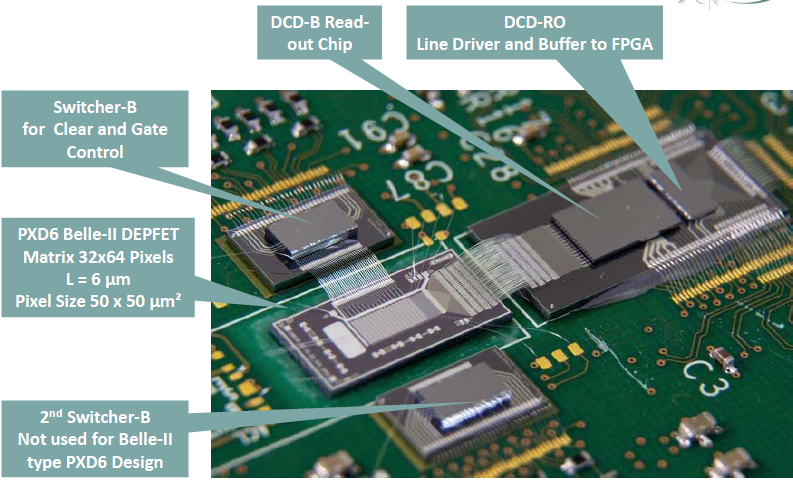 DCD-B Read-
out Chip
DCD-RO
Line Driver and Buffer to FPGA
Switcher-B
for Clear and Gate
Control
PXD6 Belle-II DEPFET
Matrix 32x64 Pixels
L = 6 µm
Pixel Size 50 x 50 µm²
2nd Switcher-B
Not used for Belle-II
type PXD6 Design
C91
C87
C3